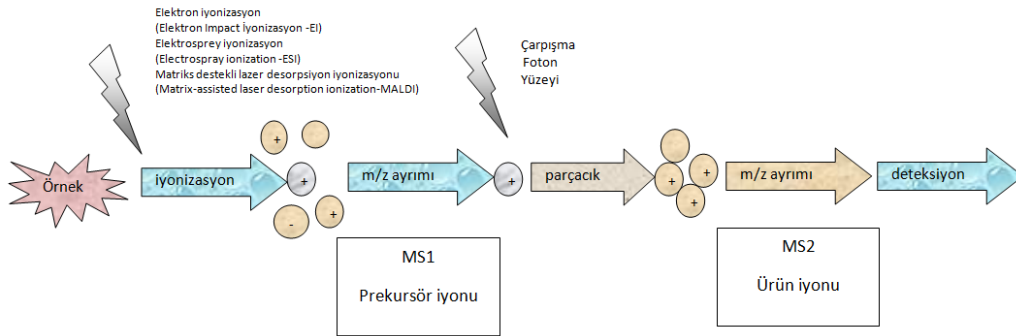 Elektron iyonizasyon
(Elektron Impact İyonizasyon -EI)
Elektrosprey iyonizasyon
(Electrospray ionization -ESI)
Matriks destekli lazer desorpsiyon iyonizasyonu
(Matrix-assisted laser desorption ionization-MALDI)
Çarpışma
Foton
Yüzeyi
Örnek
iyonizasyon
+
+
-
+
m/z ayrımı
+
parçacık
+
+
+
m/z ayrımı
deteksiyon
MS1
Prekursör iyonu
MS2
Ürün iyonu